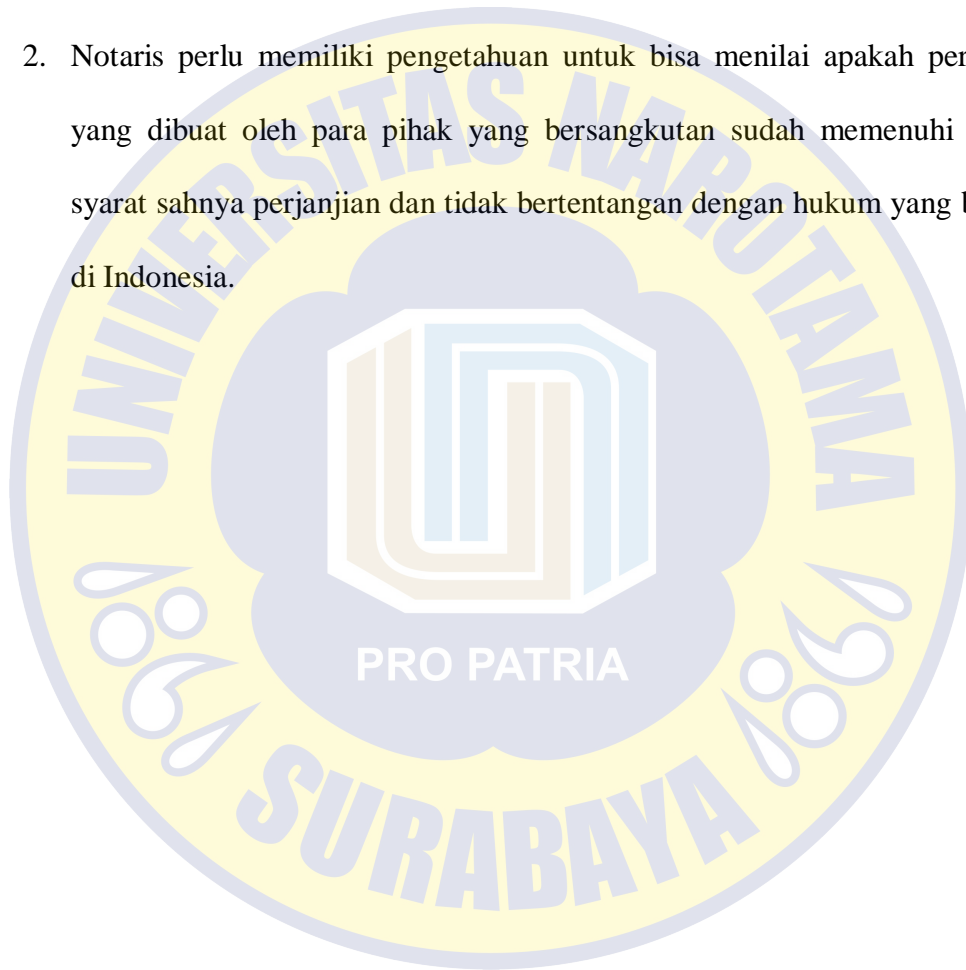 2. Notaris perlu memiliki pengetahuan untuk bisa menilai apakah
yang dibuat oleh para pihak yang bersangkutan sudah memenuhi
syarat sahnya perjanjian dan tidak bertentangan dengan hukum yang
di Indonesia.
UNIVERSITAS NAROTAMA
PRO PATRIA
SURABAYA